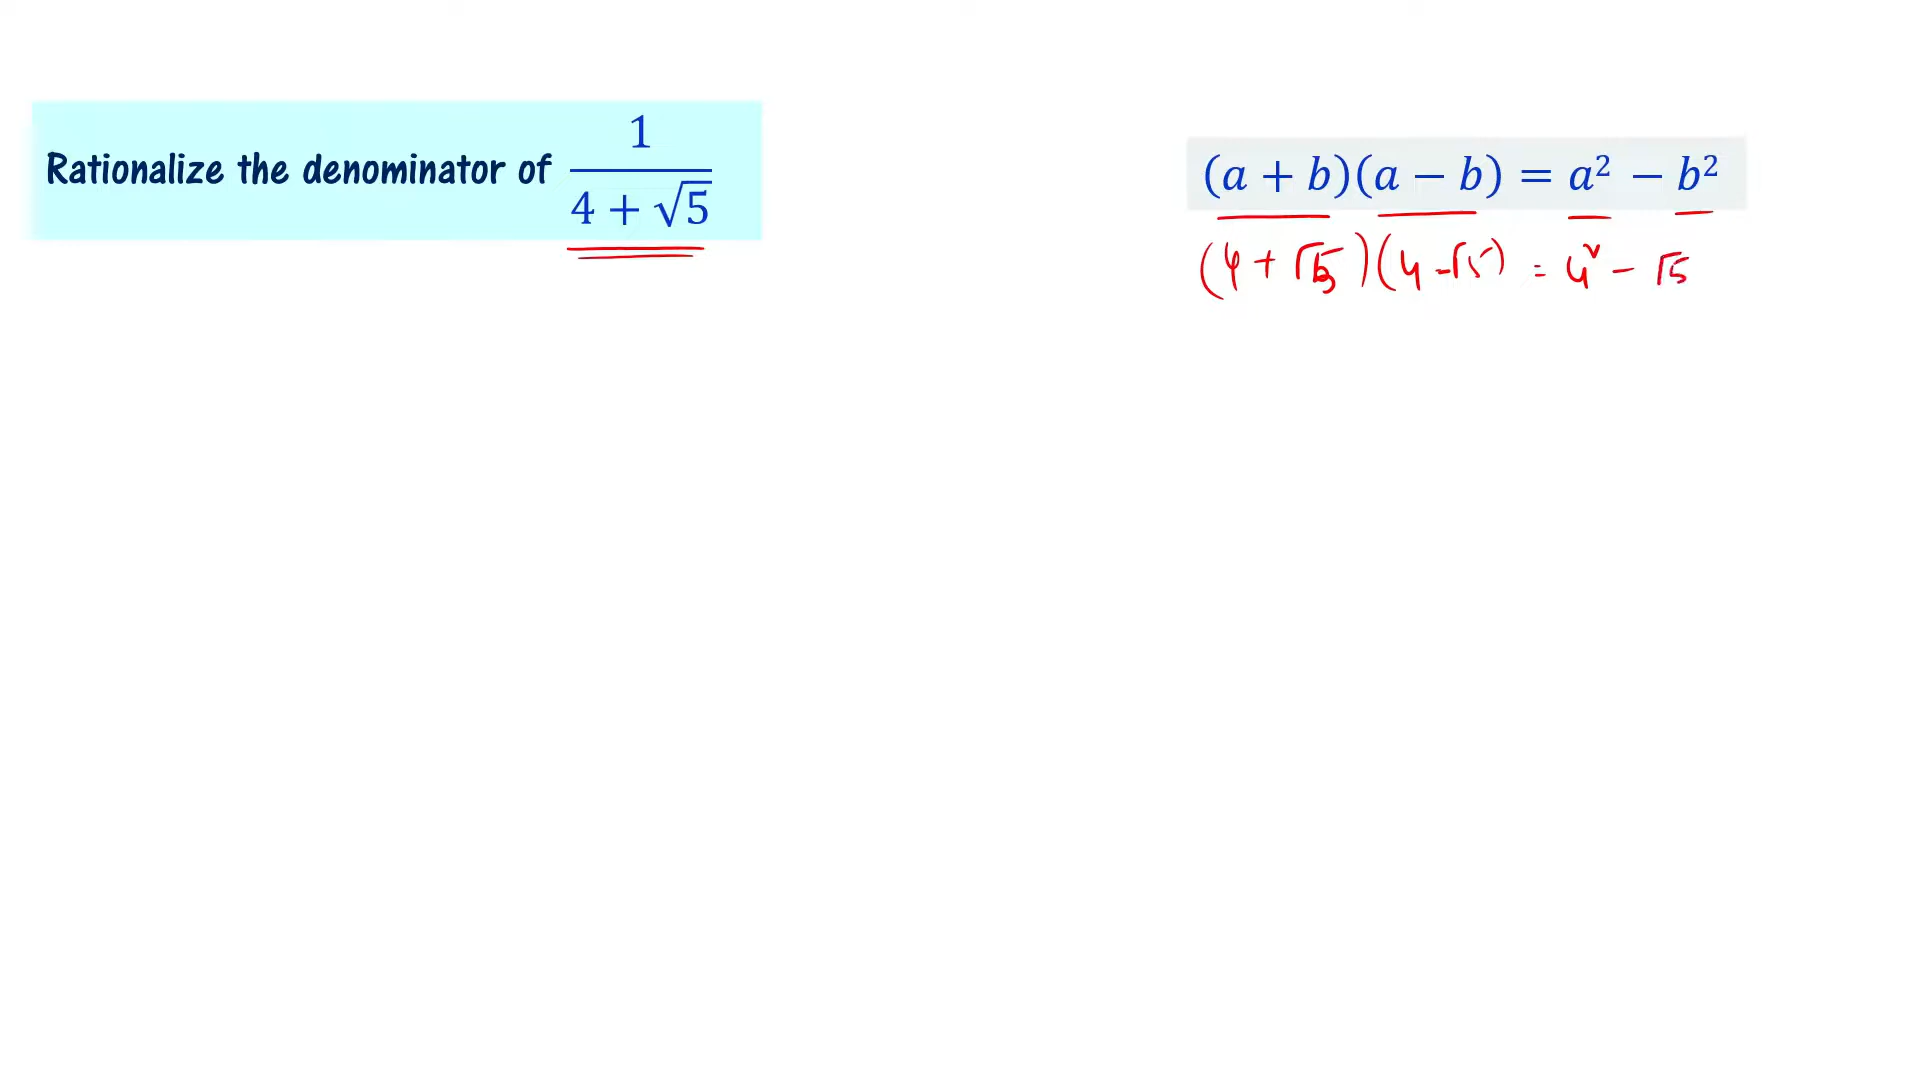 Rationalize the denominator of 1/(4 + √5)
(a + b)(a − b) = a² − b²
(4 + √5)(4 - √5) = 4² - √5